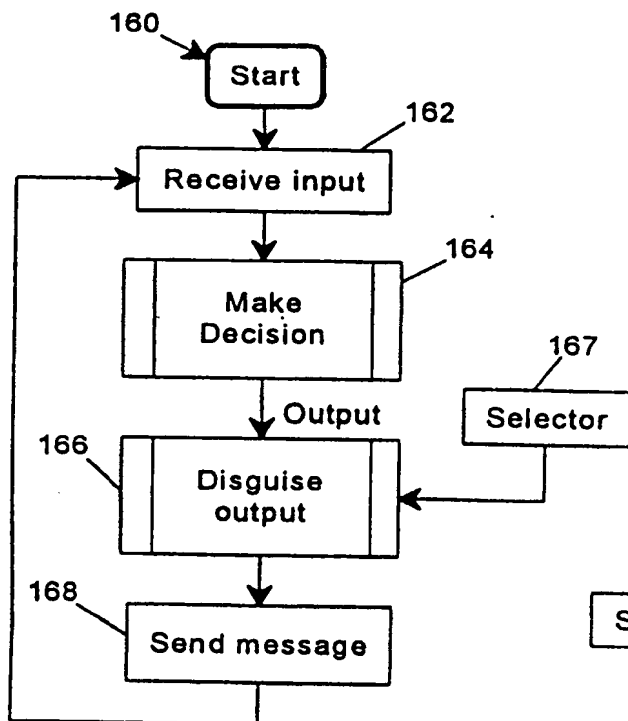 160
Start
162
Receive input
164
Make
Decision
167
Output
Selector
166
Disguise
output
168
Send message
S